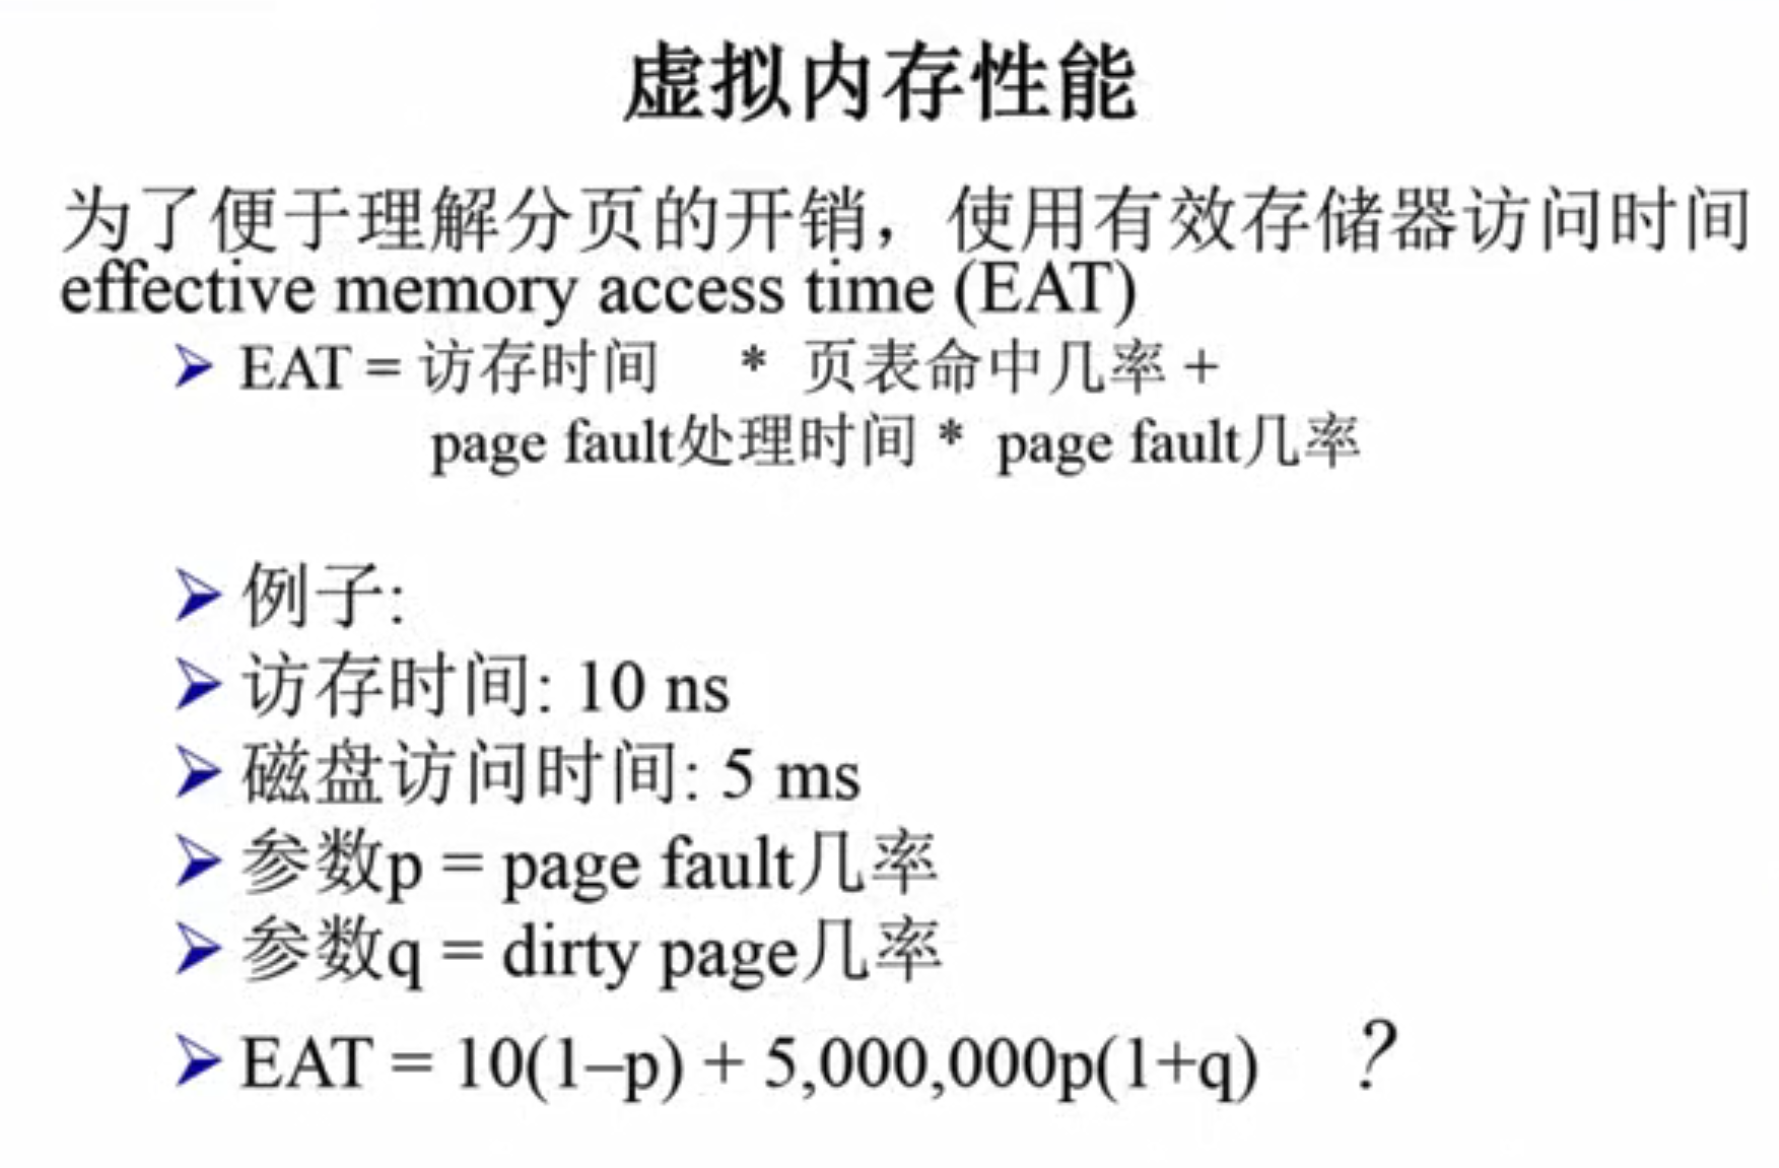 虚拟内存性能
为了便于理解分页的开销，使用有效存储器访问时间
effective memory access time (EAT)
➢ EAT = 访存时间 * 页表命中几率 +
page fault处理时间 * page fault几率
➢ 例子:
➢ 访存时间: 10 ns
➢ 磁盘访问时间: 5 ms
➢ 参数p = page fault几率
➢ 参数q = dirty page几率
➢ EAT = 10(1–p) + 5,000,000p(1+q) ?